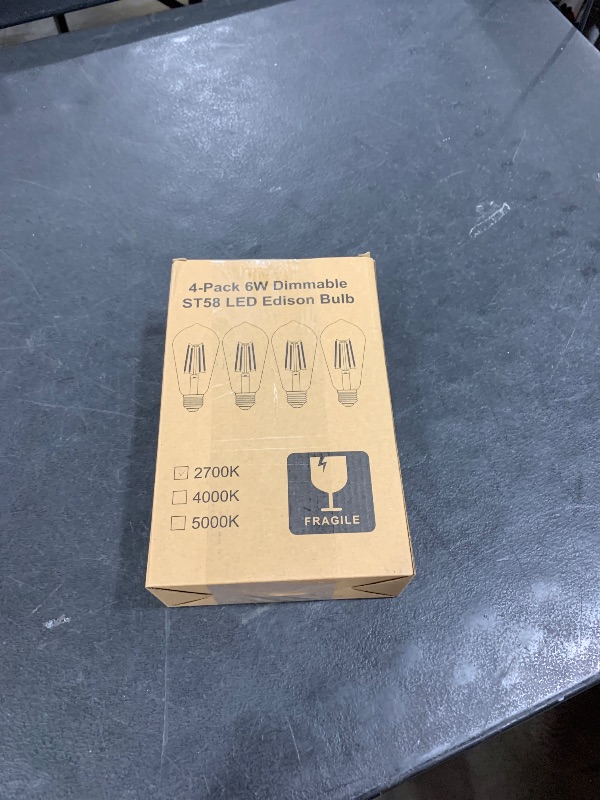 4-Pack 6W Dimmable
ST58 LED Edison Bulb
2700K
4000K
5000K
FRAGILE